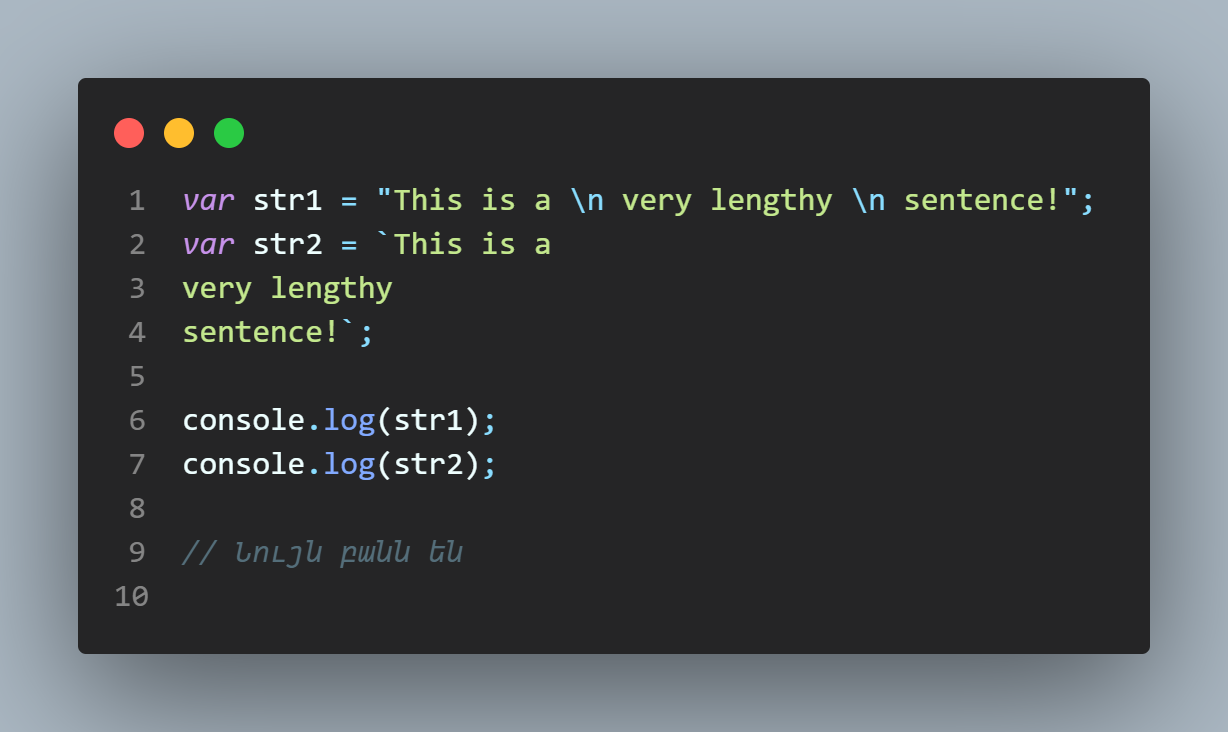 1 var str1 = "This is a \n very lengthy \n sentence!";
2 var str2 = `This is a
3 very lengthy
4 sentence!`;
5
6 console.log(str1);
7 console.log(str2);
8
9 // Նույն բանն են
10